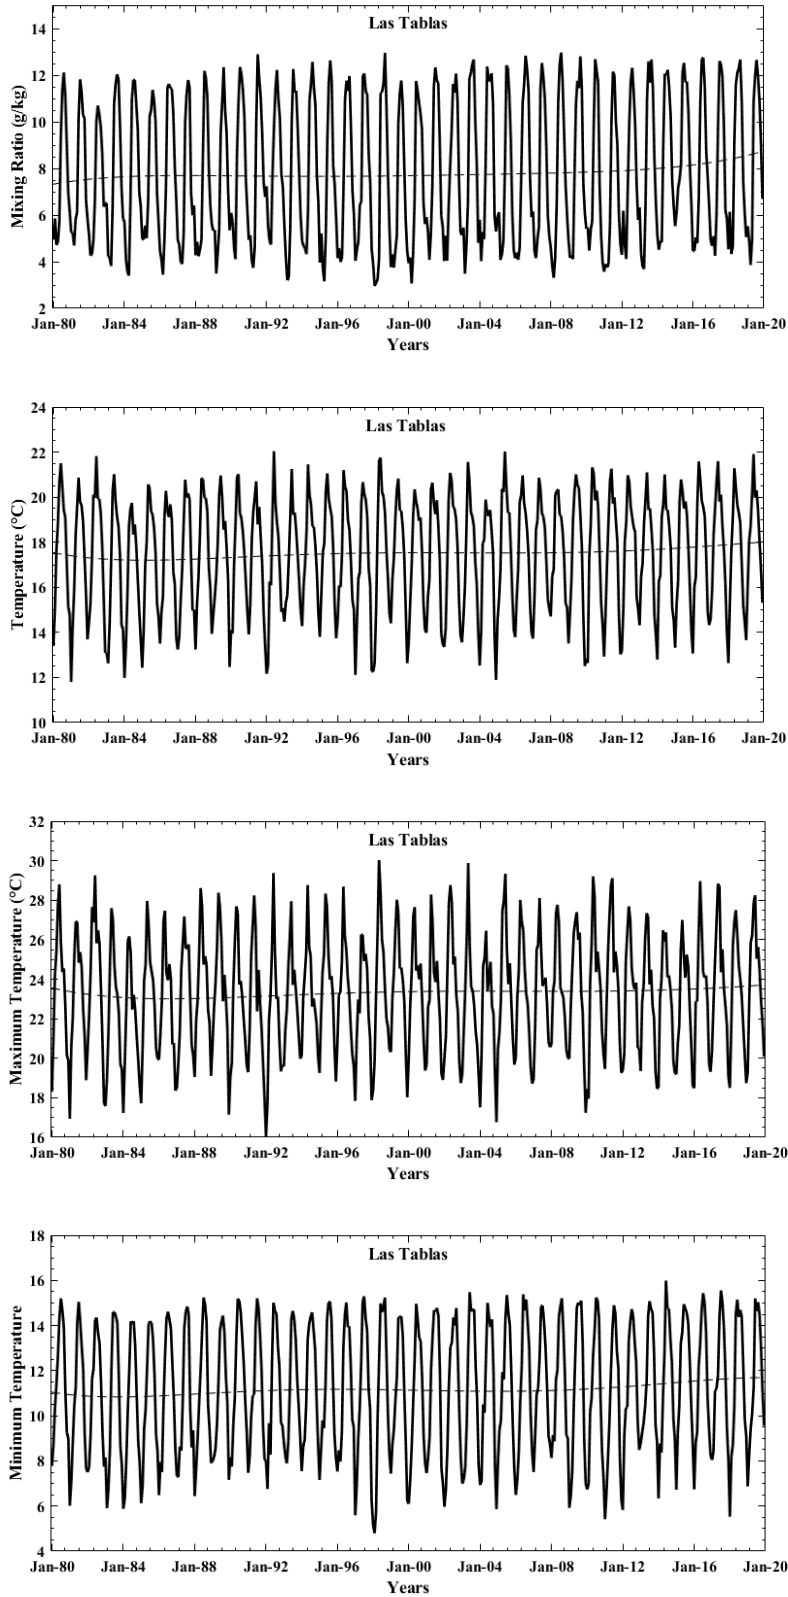 Las Tablas
Mixing Ratio (g/kg)
14
12
10
8
6
4
2
Jan-80 Jan-84 Jan-88 Jan-92 Jan-96 Jan-00 Jan-04 Jan-08 Jan-12 Jan-16 Jan-20
Years
Las Tablas
Temperature (°C)
24
22
20
18
16
14
12
10
Jan-80 Jan-84 Jan-88 Jan-92 Jan-96 Jan-00 Jan-04 Jan-08 Jan-12 Jan-16 Jan-20
Years
Las Tablas
Maximum Temperature (°C)
32
30
28
26
24
22
20
18
16
Jan-80 Jan-84 Jan-88 Jan-92 Jan-96 Jan-00 Jan-04 Jan-08 Jan-12 Jan-16 Jan-20
Years
Las Tablas
Minimum Temperature
18
16
14
12
10
8
6
4
Jan-80 Jan-84 Jan-88 Jan-92 Jan-96 Jan-00 Jan-04 Jan-08 Jan-12 Jan-16 Jan-20
Years